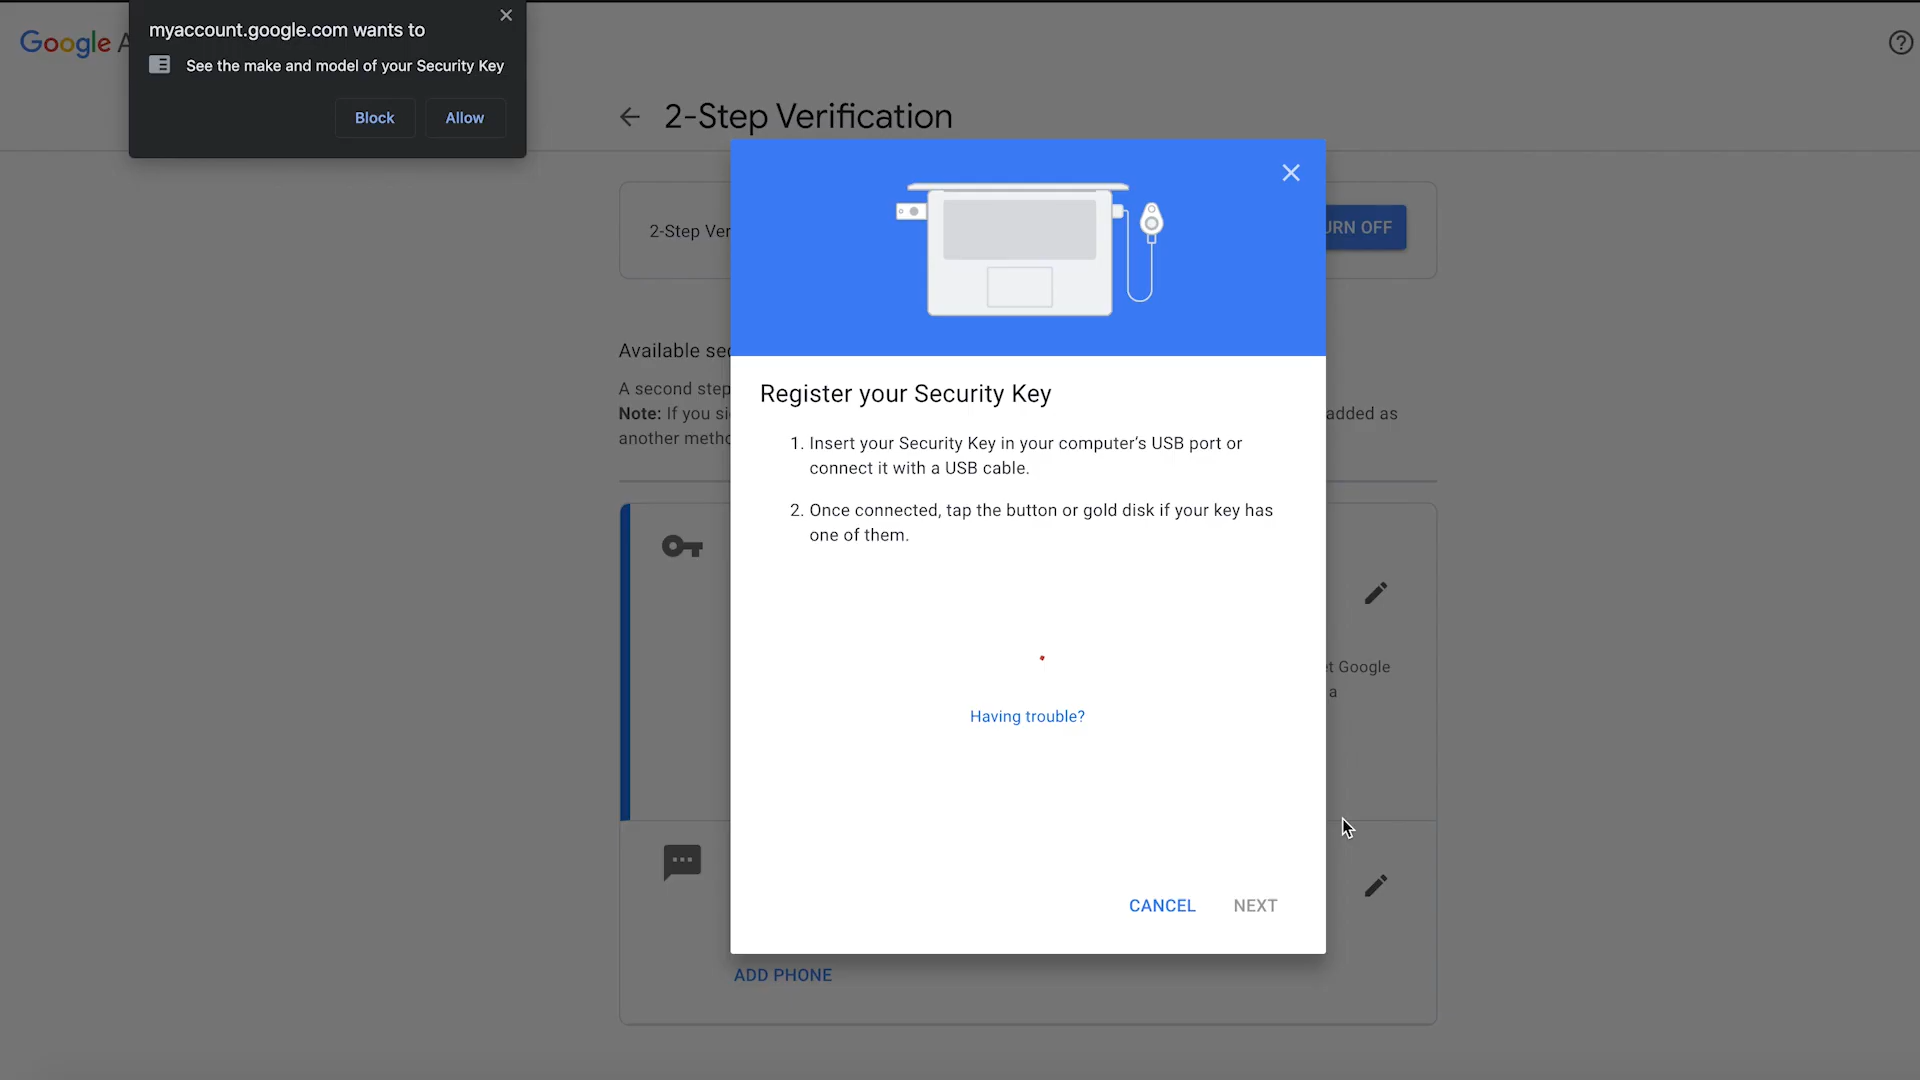 myaccount.google.com wants to
See the make and model of your Security Key
Block Allow
Google A
2-Step Verification
2-Step Ver
URN OFF
Register your Security Key
1. Insert your Security Key in your computer's USB port or
connect it with a USB cable.
2. Once connected, tap the button or gold disk if your key has
one of them.
Having trouble?
CANCEL NEXT
Available sec
A second step
Note: If you si
added as
another metho
t Google
a
ADD PHONE